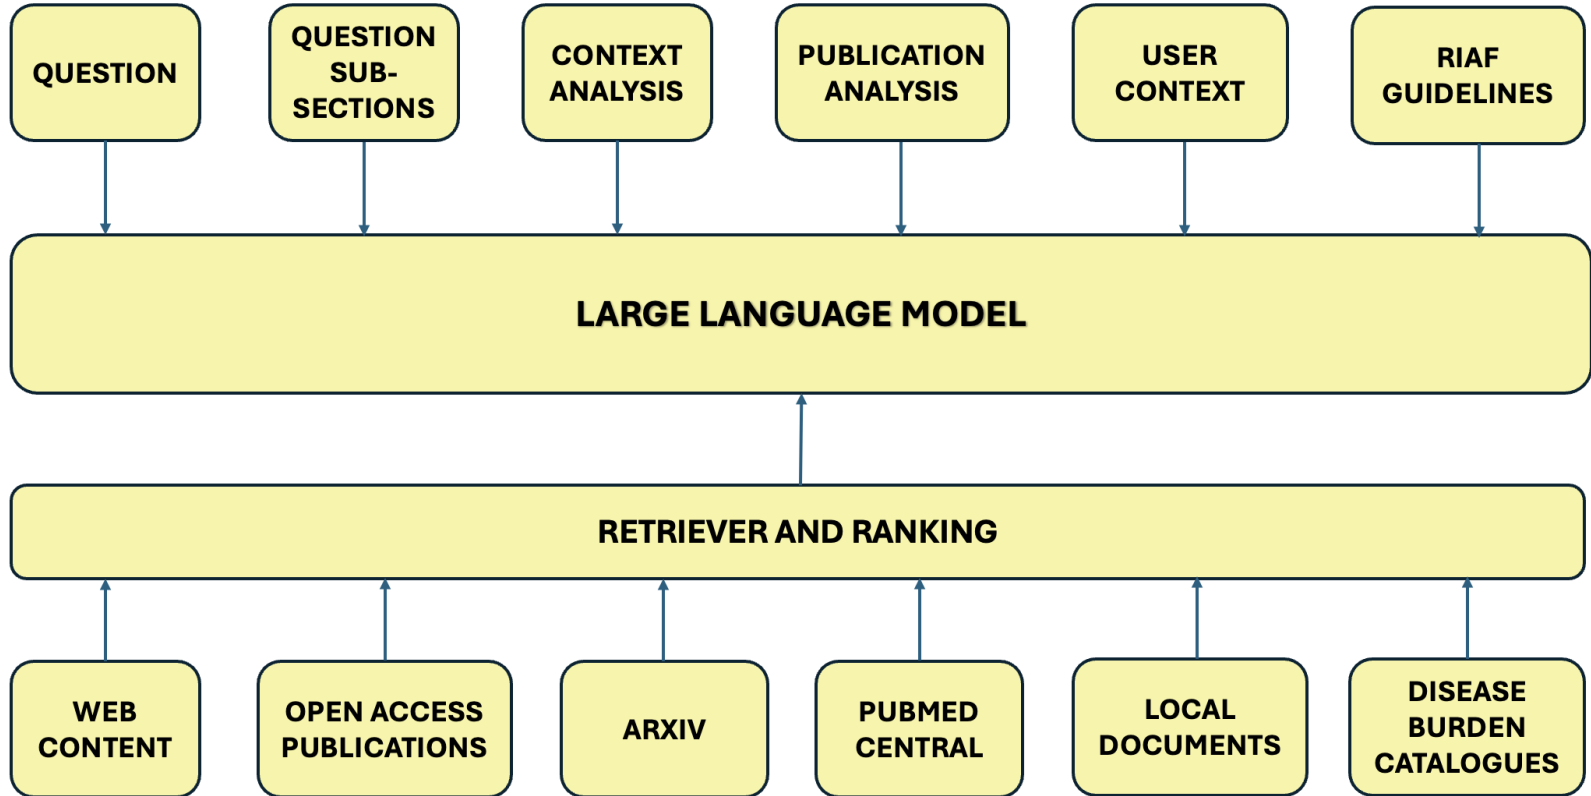 QUESTION
QUESTION
SUB-
SECTIONS
CONTEXT
ANALYSIS
PUBLICATION
ANALYSIS
USER
CONTEXT
RIAF
GUIDELINES
LARGE LANGUAGE MODEL
RETRIEVER AND RANKING
WEB
CONTENT
OPEN ACCESS
PUBLICATIONS
ARXIV
PUBMED
CENTRAL
LOCAL
DOCUMENTS
DISEASE
BURDEN
CATALOGUES